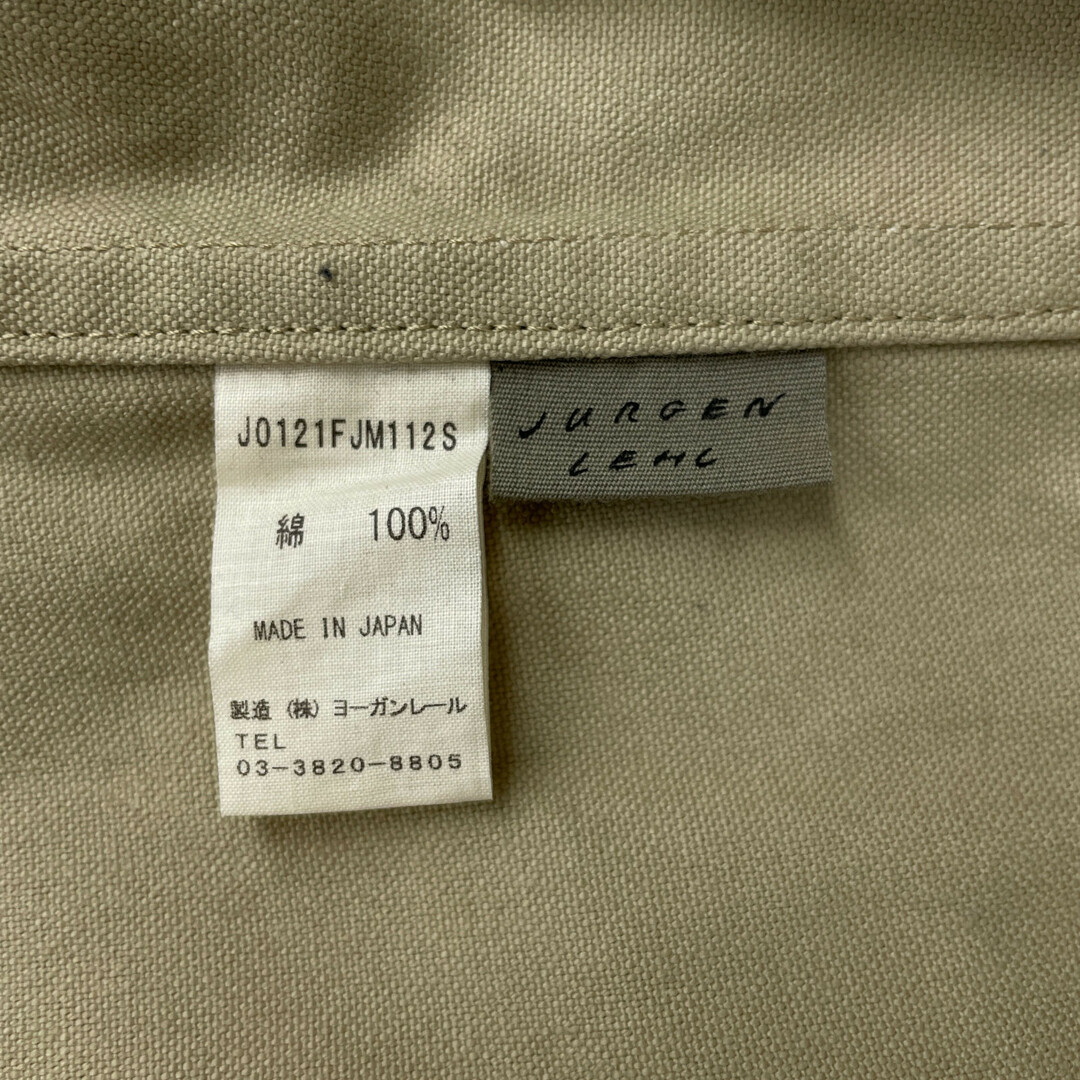 J0121FJM112S
綿 100%
MADE IN JAPAN
製造 (株) ヨーガンレール
TEL
03-3820-8805
JURGEN
LEHL